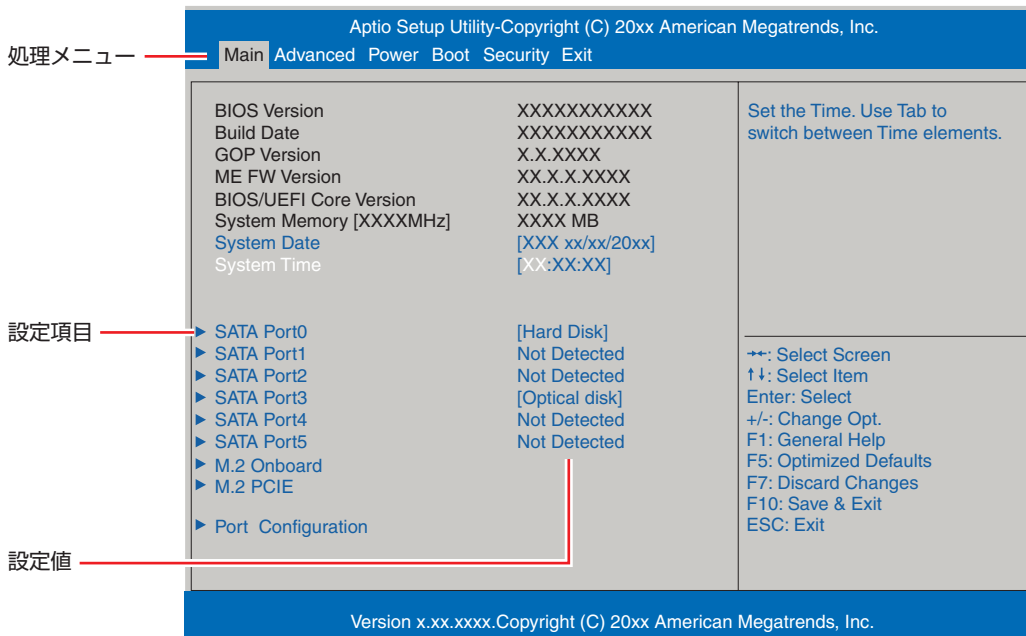 Aptio Setup Utility-Copyright (C) 20xx American Megatrends, Inc.
処理メニュー
Main Advanced Power Boot Security Exit
BIOS Version XXXXXXXXXXX
Build Date XXXXXXXXXXX
GOP Version X.X.XXXX
ME FW Version XX.X.X.XXXX
BIOS/UEFI Core Version XX.X.X.XXXX
System Memory [XXXXMHz] XXXX MB
System Date [XXX xx/xx/20xx]
System Time [XX:XX:XX]
Set the Time. Use Tab to
switch between Time elements.
設定項目
SATA Port0 [Hard Disk]
SATA Port1 Not Detected
SATA Port2 Not Detected
SATA Port3 [Optical disk]
SATA Port4 Not Detected
SATA Port5 Not Detected
M.2 Onboard
M.2 PCIE
Port Configuration
設定値
→←: Select Screen
↑↓: Select Item
Enter: Select
+/-: Change Opt.
F1: General Help
F5: Optimized Defaults
F7: Discard Changes
F10: Save & Exit
ESC: Exit
Version x.xx.xxxx.Copyright (C) 20xx American Megatrends, Inc.